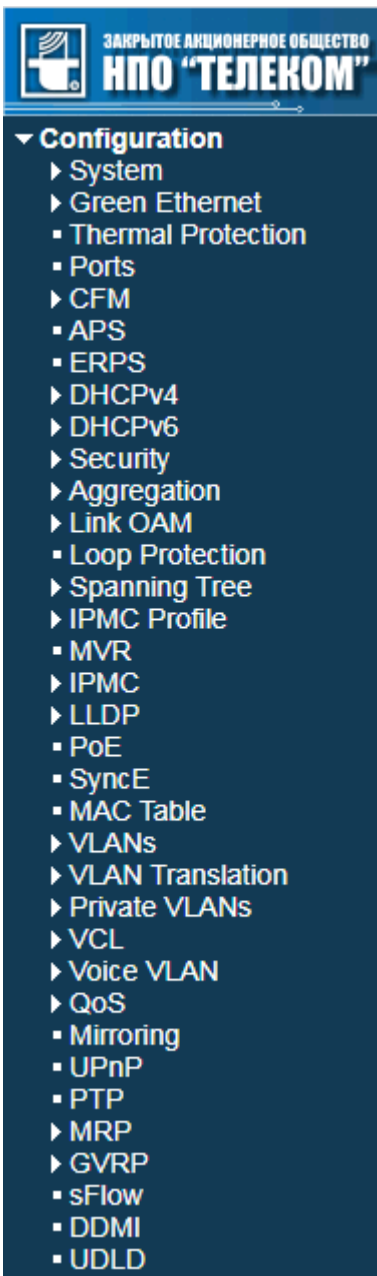 ЗАКРЫТОЕ АКЦИОНЕРНОЕ ОБЩЕСТВО
НПО "ТЕЛЕКОМ"
Configuration
System
Green Ethernet
Thermal Protection
Ports
CFM
APS
ERPS
DHCPv4
DHCPv6
Security
Aggregation
Link OAM
Loop Protection
Spanning Tree
IPMC Profile
MVR
IPMC
LLDP
PoE
SyncE
MAC Table
VLANs
VLAN Translation
Private VLANs
VCL
Voice VLAN
QoS
Mirroring
UPnP
PTP
MRP
GVRP
sFlow
DDMI
UDLD